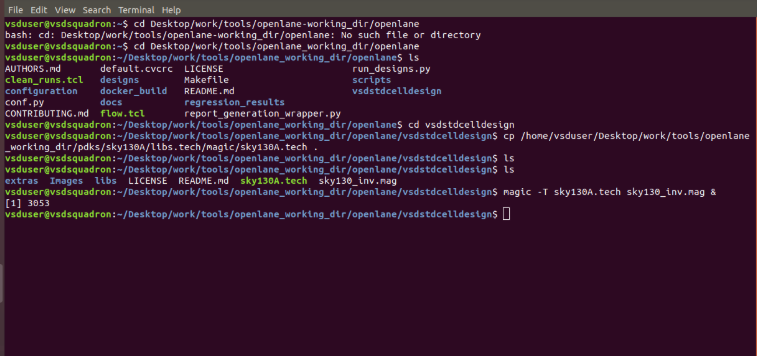 File Edit View Search Terminal Help
vsduser@vsdsquadron:~$ cd Desktop/work/tools/openlane-working_dir/openlane
bash: cd: Desktop/work/tools/openlane-working_dir/openlane: No such file or directory
vsduser@vsdsquadron:~$ cd Desktop/work/tools/openlane_working_dir/openlane
vsduser@vsdsquadron:~/Desktop/work/tools/openlane_working_dir/openlane$ ls
AUTHORS.md default.cvcrc LICENSE run_designs.py
clean_runs.tcl designs Makefile scripts
configuration docker_build README.md vsdstdcelldesign
conf.py docs regression_results
CONTRIBUTING.md flow.tcl report_generation_wrapper.py
vsduser@vsdsquadron:~/Desktop/work/tools/openlane_working_dir/openlane$ cd vsdstdcelldesign
vsduser@vsdsquadron:~/Desktop/work/tools/openlane_working_dir/openlane/vsdstdcelldesign$ cp /home/vsduser/Desktop/work/tools/openlane
_working_dir/pdks/sky130A/libs.tech/magic/sky130A.tech .
vsduser@vsdsquadron:~/Desktop/work/tools/openlane_working_dir/openlane/vsdstdcelldesign$ ls
vsduser@vsdsquadron:~/Desktop/work/tools/openlane_working_dir/openlane/vsdstdcelldesign$ ls
extras Images libs LICENSE README.md sky130A.tech sky130_inv.mag
vsduser@vsdsquadron:~/Desktop/work/tools/openlane_working_dir/openlane/vsdstdcelldesign$ magic -T sky130A.tech sky130_inv.mag &
[1] 3053
vsduser@vsdsquadron:~/Desktop/work/tools/openlane_working_dir/openlane/vsdstdcelldesign$